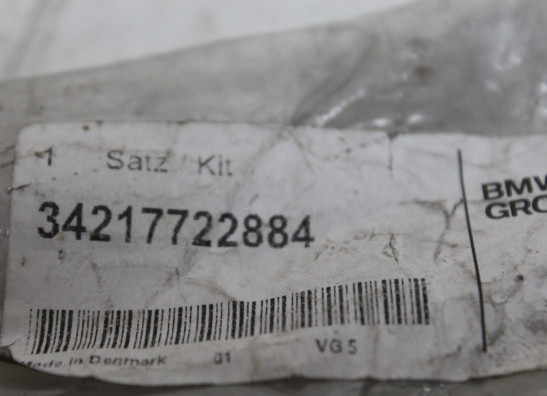 1 Satz / Kit
34217722884
BMW
GRO
Made in Denmark 01 VG 5